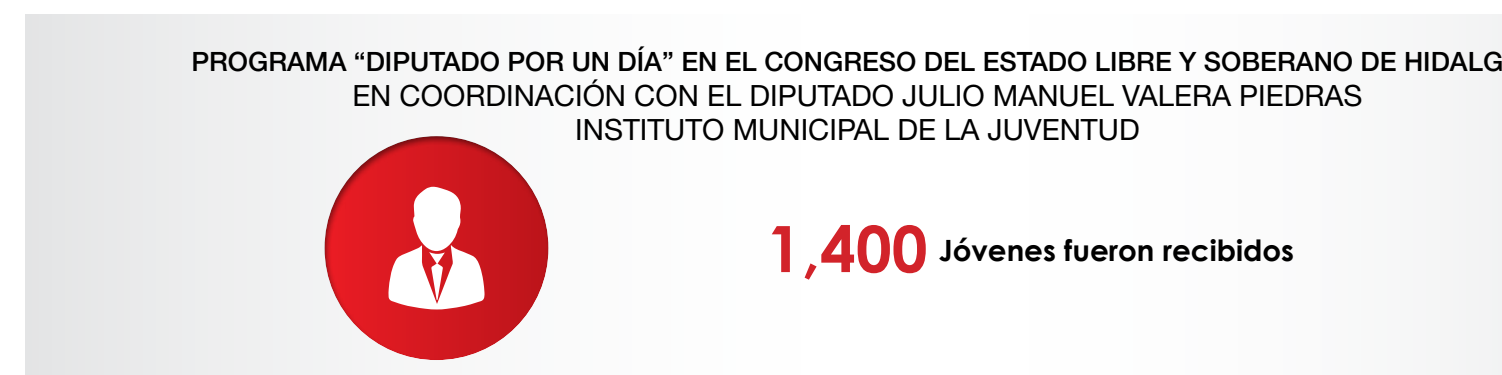 PROGRAMA “DIPUTADO POR UN DÍA” EN EL CONGRESO DEL ESTADO LIBRE Y SOBERANO DE HIDALG
EN COORDINACIÓN CON EL DIPUTADO JULIO MANUEL VALERA PIEDRAS
INSTITUTO MUNICIPAL DE LA JUVENTUD
1,400 Jóvenes fueron recibidos